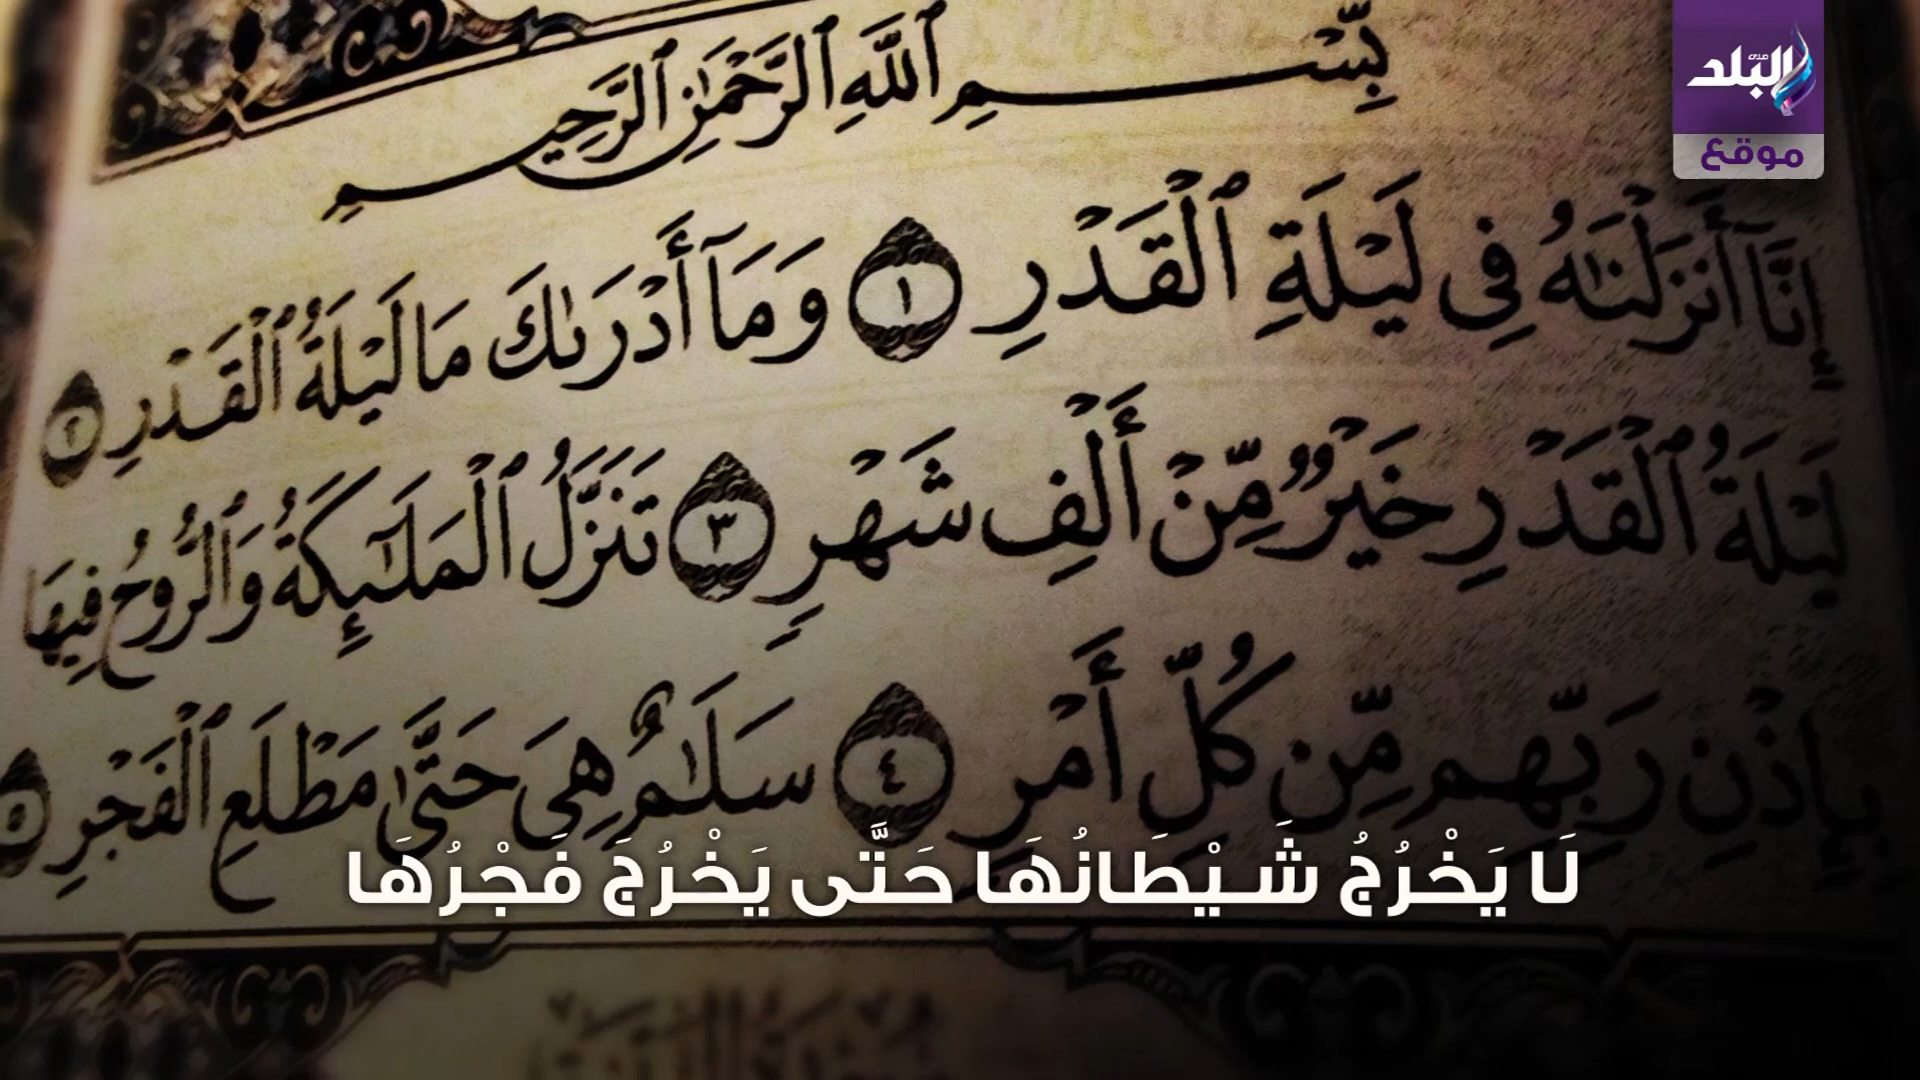 صدى
البلد
موقع
بِسْمِ ٱللَّهِ ٱلرَّحْمَٰنِ ٱلرَّحِيمِ
إِنَّآ أَنزَلْنَٰهُ فِى لَيْلَةِ ٱلْقَدْرِ ١ وَمَآ أَدْرَىٰكَ مَا لَيْلَةُ ٱلْقَدْرِ ٢
لَيْلَةُ ٱلْقَدْرِ خَيْرٌ مِّنْ أَلْفِ شَهْرٍ ٣ تَنَزَّلُ ٱلْمَلَٰٓئِكَةُ وَٱلرُّوحُ فِيهَا
بِإِذْنِ رَبِّهِم مِّن كُلِّ أَمْرٍ ٤ سَلَٰمٌ هِىَ حَتَّىٰ مَطْلَعِ ٱلْفَجْرِ ٥
لَا يَخْرُجُ شَيْطَانُهَا حَتَّى يَخْرُجَ فَجْرُهَا